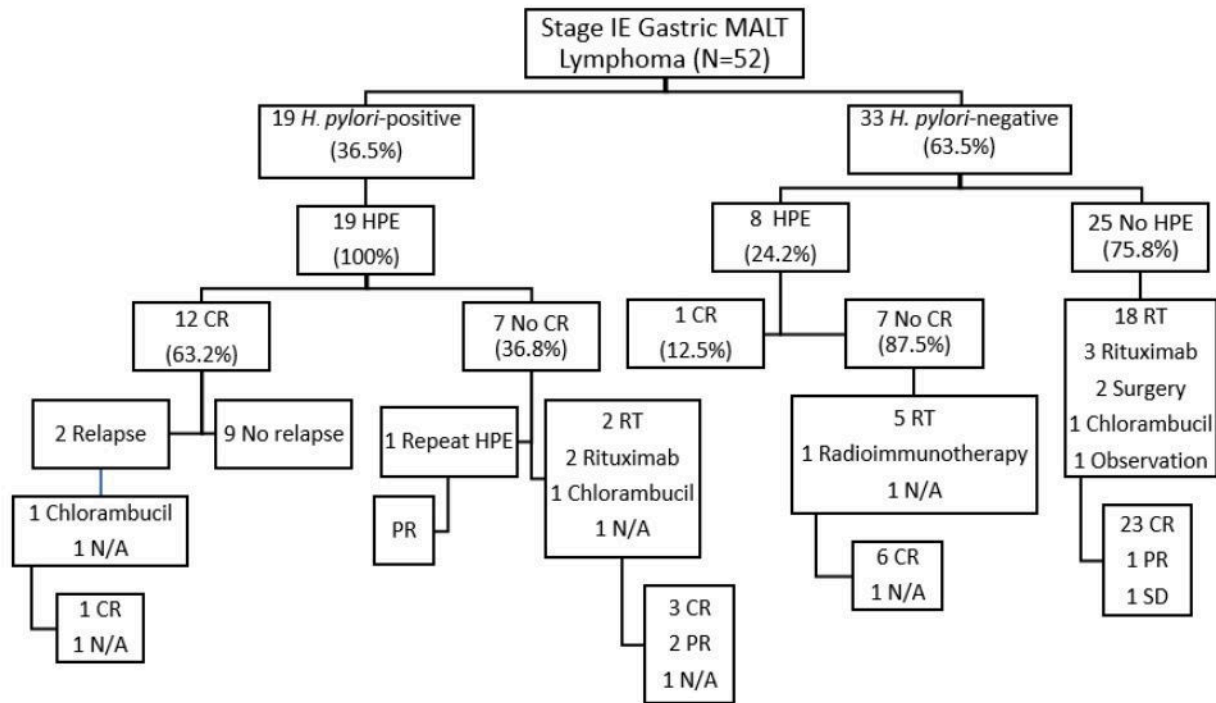 Stage IE Gastric MALT
Lymphoma (N=52)
19 H. pylori-positive
(36.5%)
33 H. pylori-negative
(63.5%)
19 HPE
(100%)
8 HPE
(24.2%)
25 No HPE
(75.8%)
12 CR
(63.2%)
7 No CR
(36.8%)
1 CR
(12.5%)
7 No CR
(87.5%)
18 RT
3 Rituximab
2 Surgery
1 Chlorambucil
1 Observation
2 Relapse
9 No relapse
1 Repeat HPE
2 RT
2 Rituximab
1 Chlorambucil
1 N/A
5 RT
1 Radioimmunotherapy
1 N/A
1 Chlorambucil
1 N/A
PR
23 CR
1 PR
1 SD
6 CR
1 N/A
1 CR
1 N/A
3 CR
2 PR
1 N/A